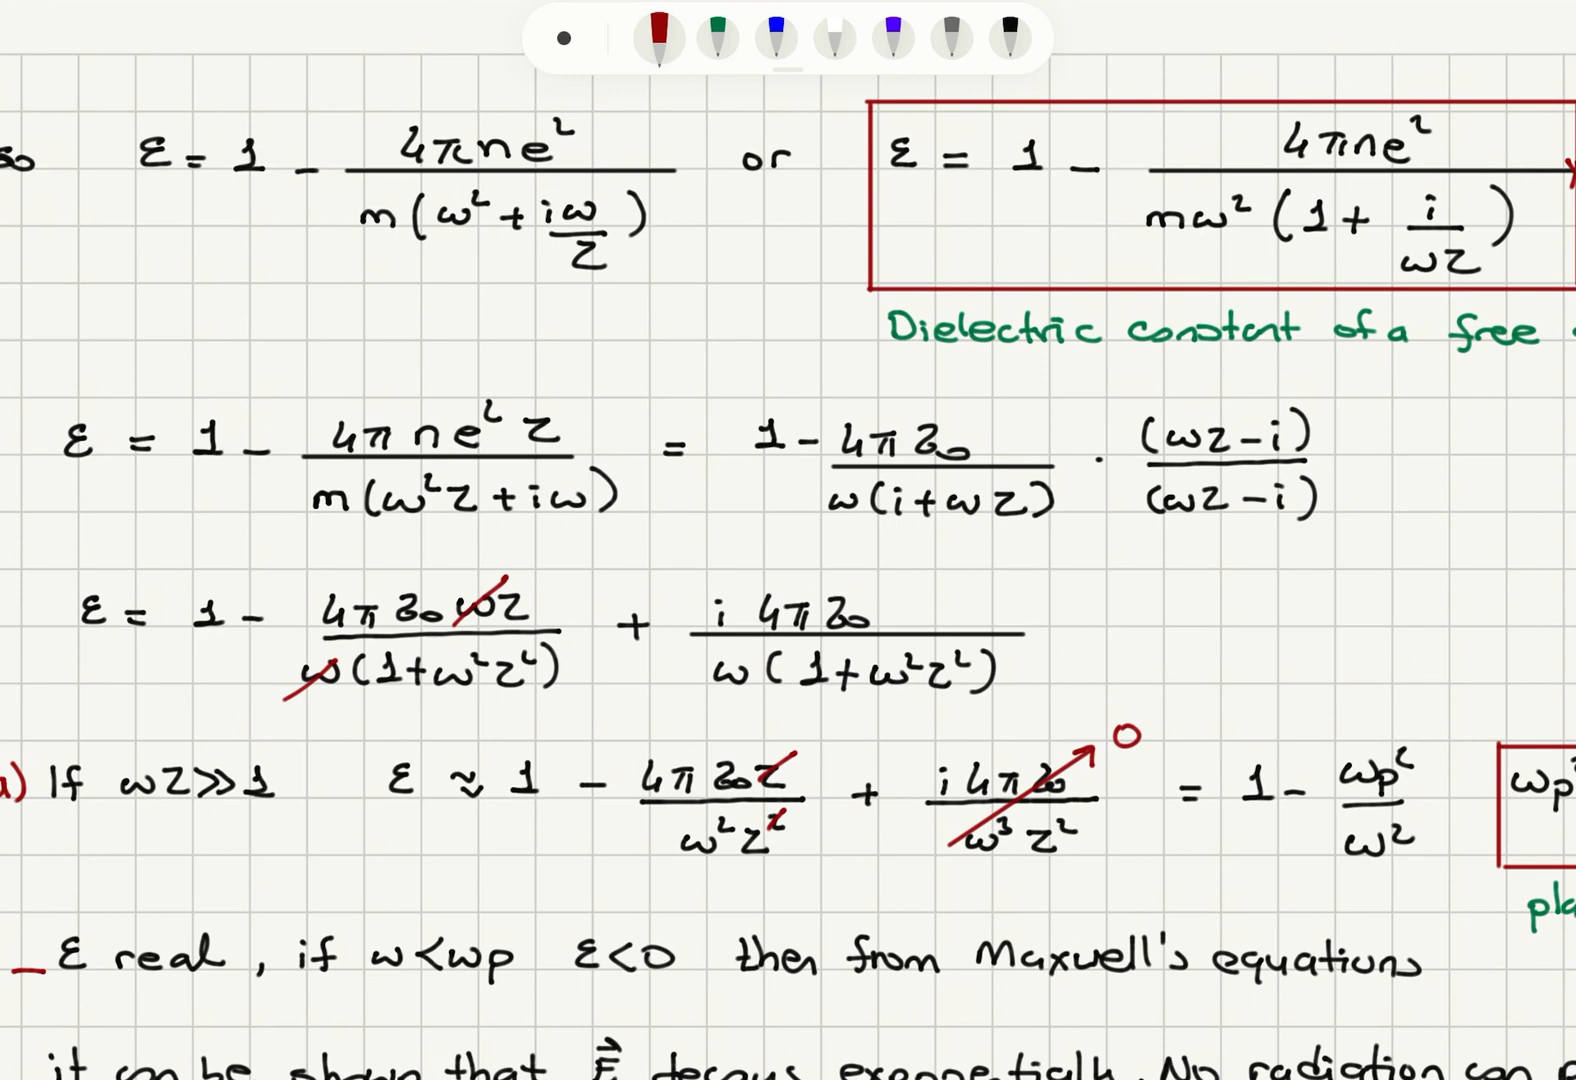 so ε = 1 - 4πne² / m(ω² + iω/τ) or ε = 1 - 4πne² / mω²(1 + i/ωτ)
Dielectric constant of a free
ε = 1 - 4πne²τ / m(ω²τ + iω) = 1 - 4πσ₀ / ω(i + ωτ) · (ωτ - i) / (ωτ - i)
ε = 1 - 4πσ₀ωτ / ω(1 + ω²τ²) + i 4πσ₀ / ω(1 + ω²τ²)
a) If ωτ >> 1 ε ≈ 1 - 4πσ₀τ / ω²τ² + i4πσ₀ / ω³τ² 0 = 1 - ωp² / ω² ωp²
pla
- ε real, if ω < ωp ε < 0 then from Maxwell's equations
it can be shown that E⃗ decays exponentially. No radiation can